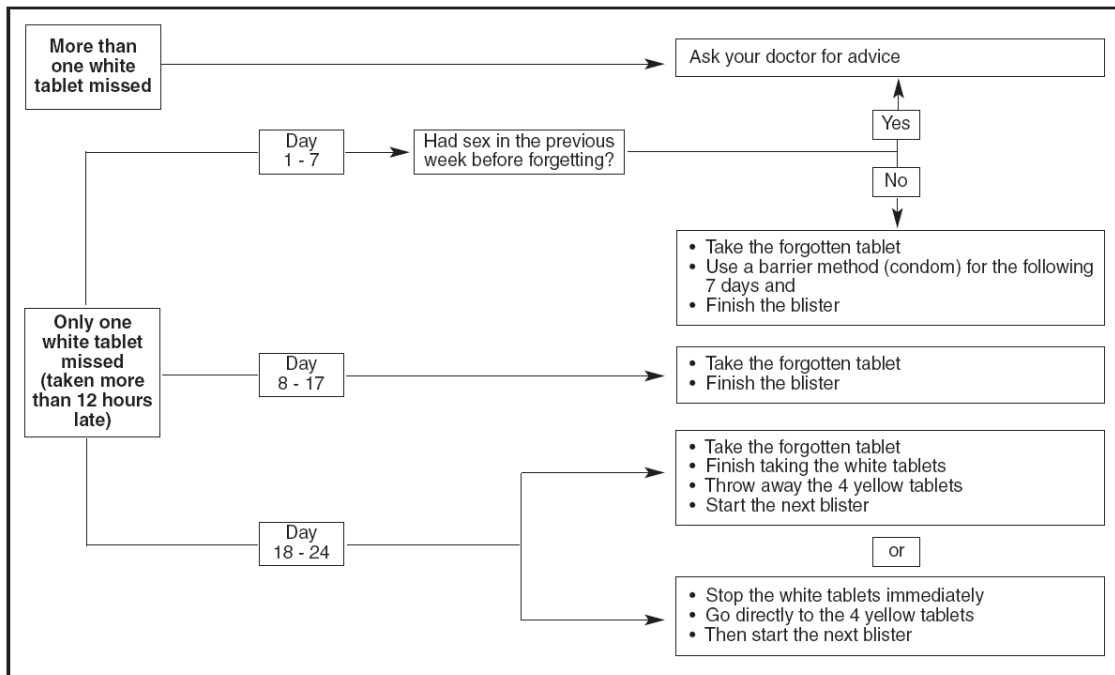 More than
one white
tablet missed
Ask your doctor for advice
Yes
Day
1 - 7
Had sex in the previous
week before forgetting?
No
• Take the forgotten tablet
• Use a barrier method (condom) for the following
7 days and
• Finish the blister
Only one
white tablet
missed
(taken more
than 12 hours
late)
Day
8 - 17
• Take the forgotten tablet
• Finish the blister
Day
18 - 24
• Take the forgotten tablet
• Finish taking the white tablets
• Throw away the 4 yellow tablets
• Start the next blister
or
• Stop the white tablets immediately
• Go directly to the 4 yellow tablets
• Then start the next blister